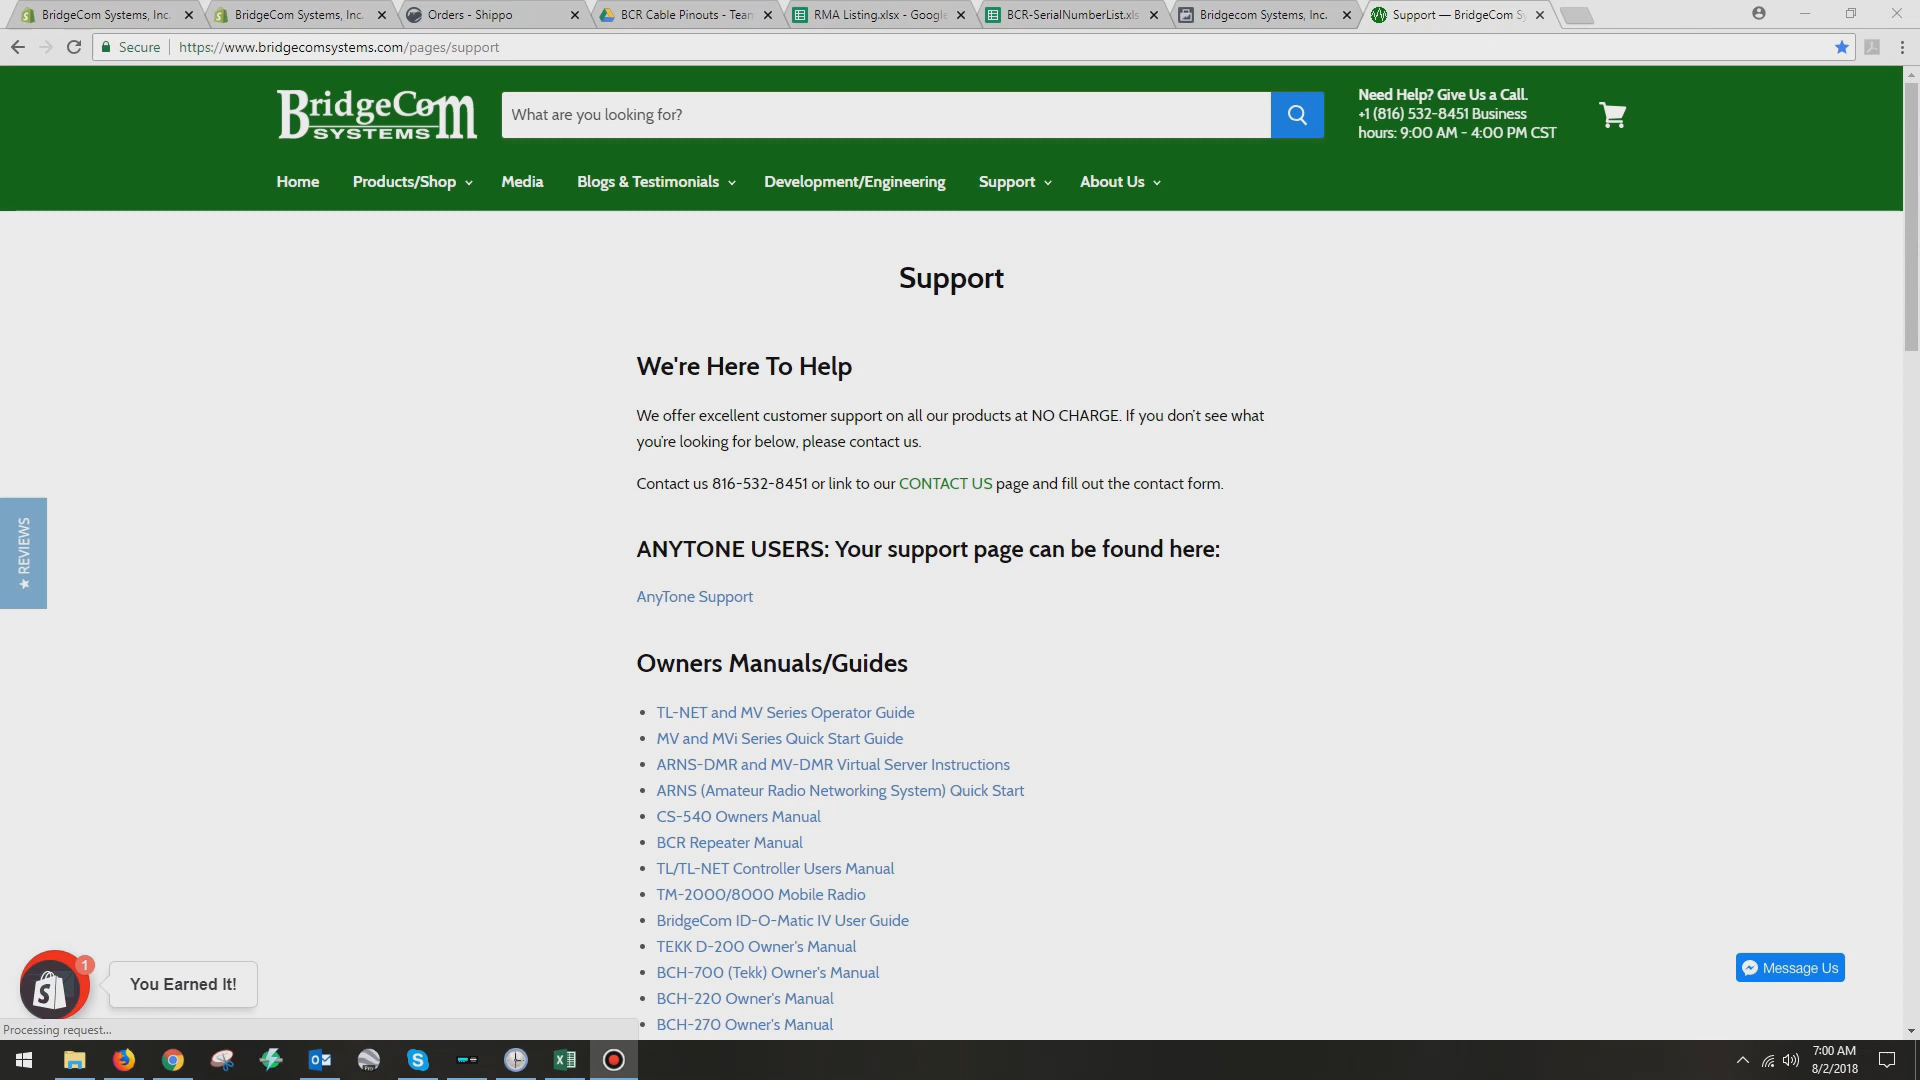 BridgeCom Systems, Inc.
BridgeCom Systems, Inc.
Orders - Shippo
BCR Cable Pinouts - Team
RMA Listing.xlsx - Google
BCR-SerialNumberList.xls
Bridgecom Systems, Inc.
Support — BridgeCom Sy
Secure
https://www.bridgecomsystems.com/pages/support
BridgeCom
SYSTEMS
What are you looking for?
Need Help? Give Us a Call.
+1 (816) 532-8451 Business
hours: 9:00 AM - 4:00 PM CST
Home
Products/Shop
Media
Blogs & Testimonials
Development/Engineering
Support
About Us
Support
We're Here To Help
We offer excellent customer support on all our products at NO CHARGE. If you don't see what
you're looking for below, please contact us.
Contact us 816-532-8451 or link to our CONTACT US page and fill out the contact form.
★ REVIEWS
ANYTONE USERS: Your support page can be found here:
AnyTone Support
Owners Manuals/Guides
• TL-NET and MV Series Operator Guide
• MV and MVi Series Quick Start Guide
• ARNS-DMR and MV-DMR Virtual Server Instructions
• ARNS (Amateur Radio Networking System) Quick Start
• CS-540 Owners Manual
• BCR Repeater Manual
• TL/TL-NET Controller Users Manual
• TM-2000/8000 Mobile Radio
• BridgeCom ID-O-Matic IV User Guide
• TEKK D-200 Owner's Manual
• BCH-700 (Tekk) Owner's Manual
• BCH-220 Owner's Manual
• BCH-270 Owner's Manual
1
You Earned It!
Message Us
Processing request...
7:00 AM
8/2/2018